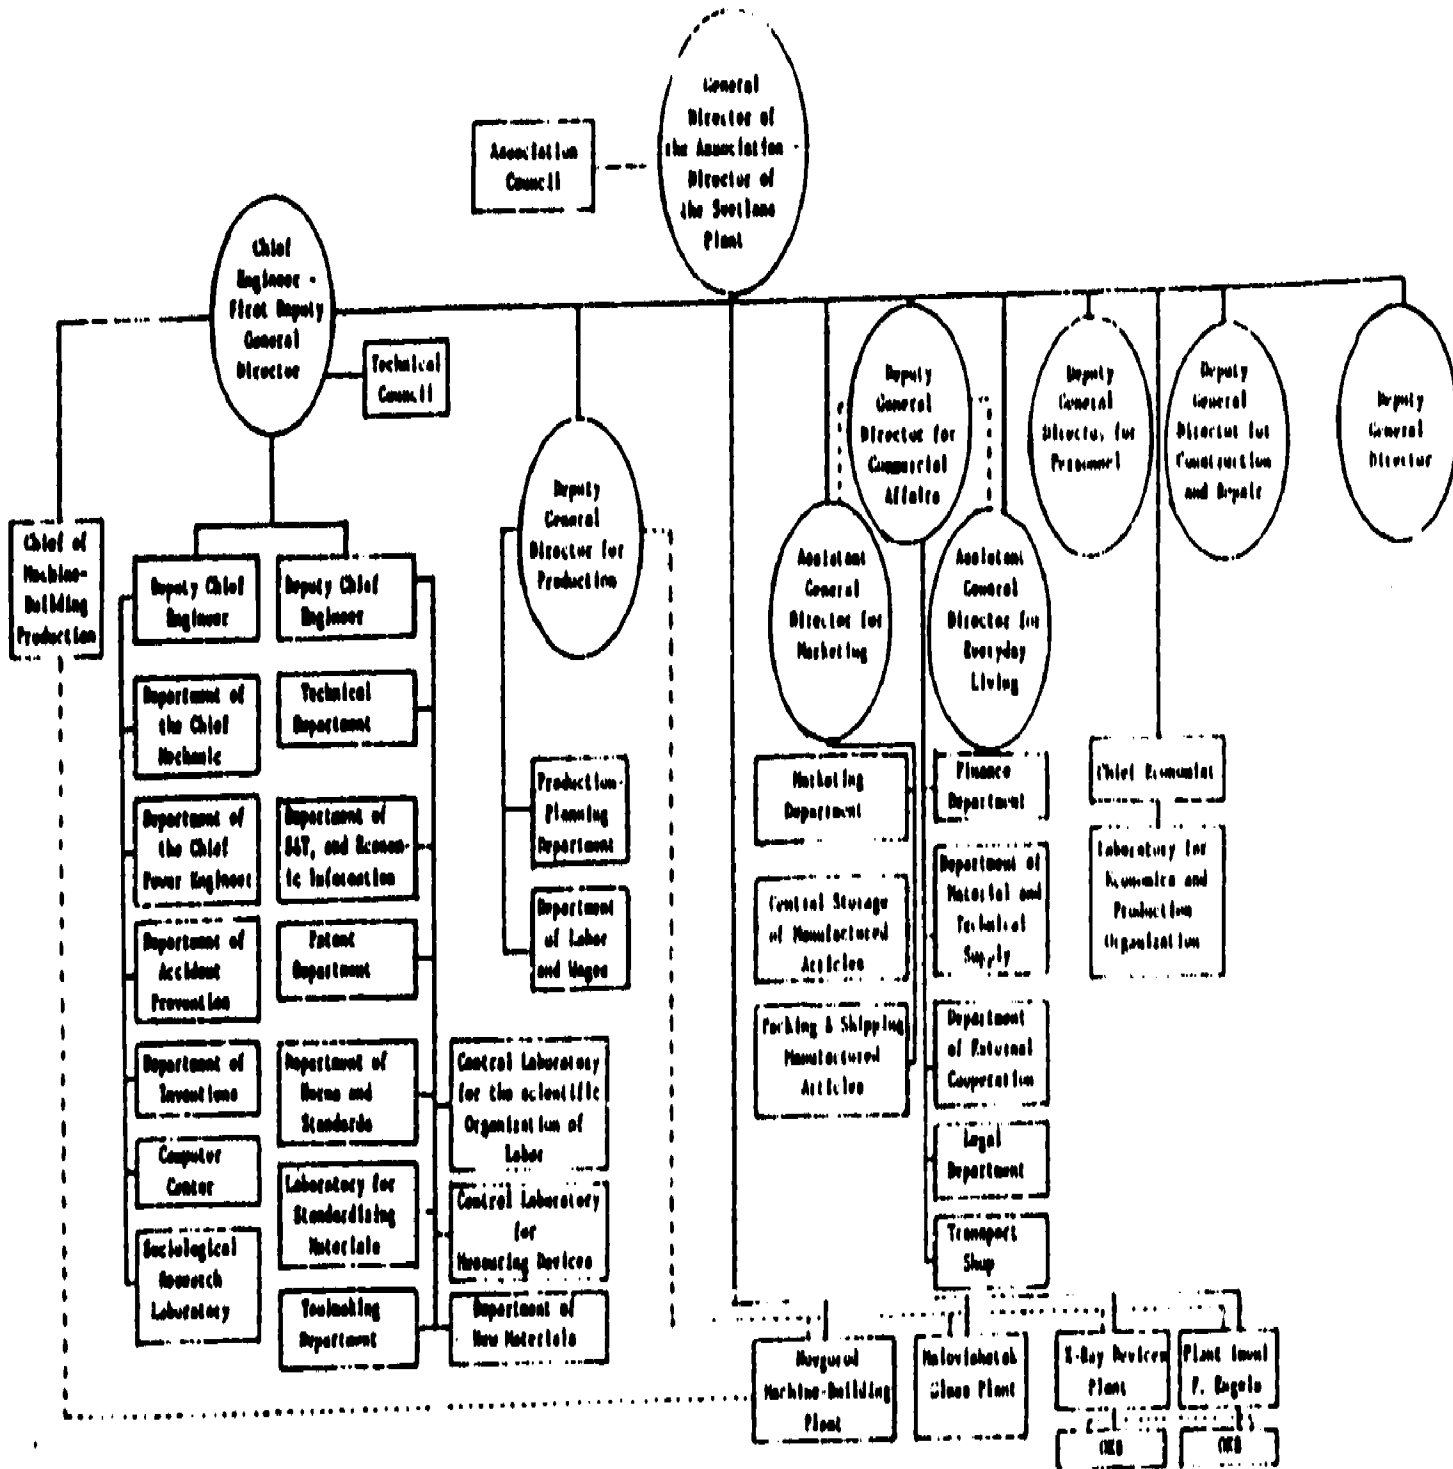 General
Director of
the Association -
Director of
the Svetlana
Plant
Association
Council
Chief
Engineer -
First Deputy
General
Director
Technical
Council
Deputy
General
Director for
Production
Deputy
General
Director for
Commercial
Affairs
Deputy
General
Director for
Personnel
Deputy
General
Director for
Construction
and Repair
Deputy
General
Director
Assistant
General
Director for
Marketing
Assistant
General
Director for
Everyday
Living
Chief of
Machine-
Building
Production
Deputy Chief
Engineer
Department of
the Chief
Mechanic
Department of
the Chief
Power Engineer
Department of
Accident
Prevention
Department of
Inventions
Computer
Center
Sociological
Research
Laboratory
Deputy Chief
Engineer
Technical
Department
Department of
S&T, and Econom-
ic Information
Patent
Department
Department of
Norms and
Standards
Laboratory for
Standardizing
Materials
Toolmaking
Department
Central Laboratory
for the scientific
Organization of
Labor
Central Laboratory
for
Measuring Devices
Department of
New Materials
Production-
Planning
Department
Department
of Labor
and Wages
Marketing
Department
Central Storage
of Manufactured
Articles
Packing & Shipping
Manufactured
Articles
Finance
Department
Department of
Material and
Technical
Supply
Department
of External
Cooperation
Legal
Department
Transport
Shop
Chief Economist
Laboratory for
Economics and
Production
Organization
Novgorod
Machine-Building
Plant
Glass Plant
X-Ray Devices
Plant
Plant imeni
F. Engels
OKB
OKB